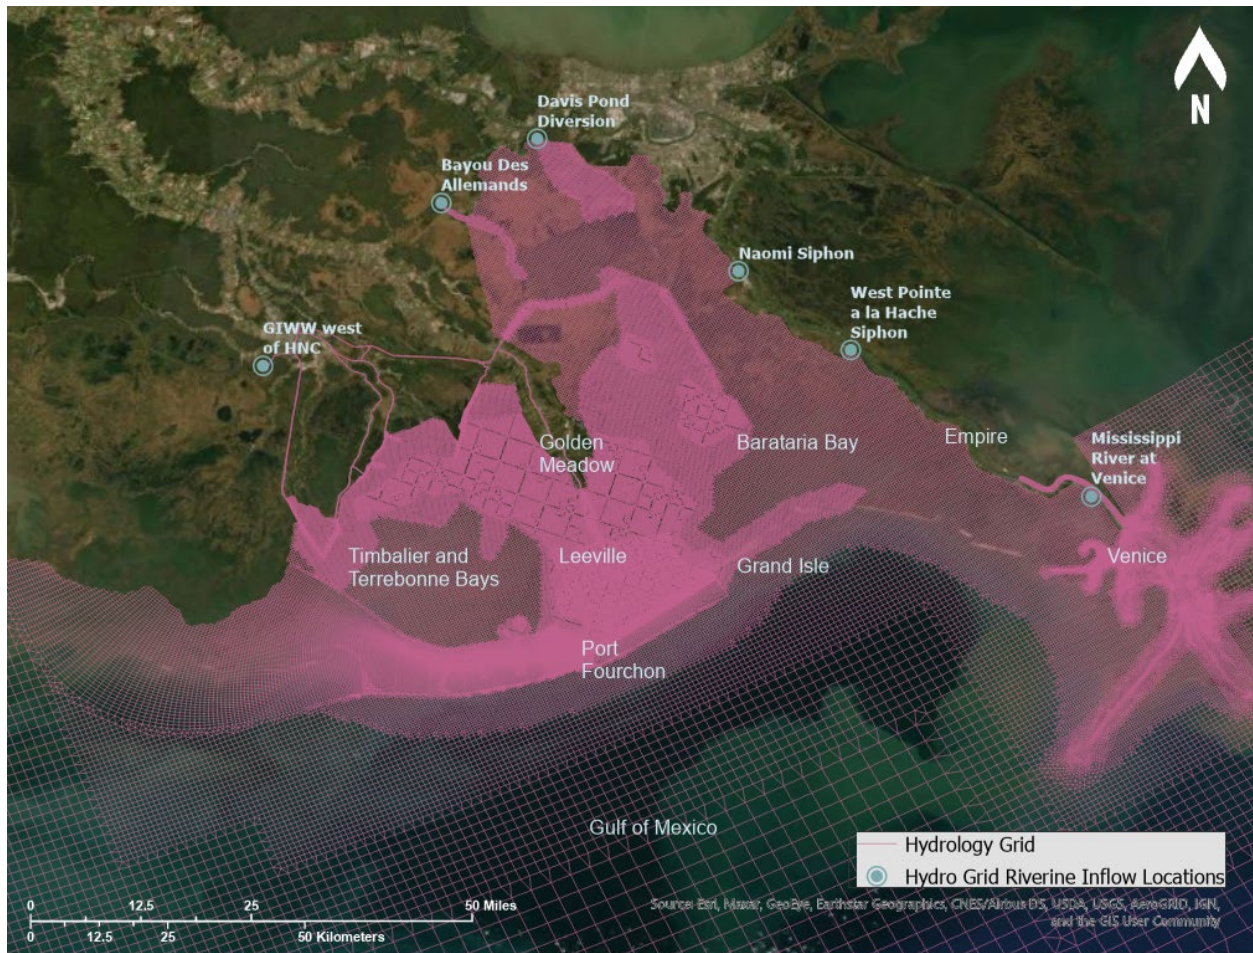 N
Davis Pond
Diversion
Bayou Des
Allemands
Naomi Siphon
West Pointe
a la Hache
Siphon
GIWW west
of HNC
Golden
Meadow
Barataria Bay
Empire
Mississippi
River at
Venice
Timbalier and
Terrebonne Bays
Leeville
Grand Isle
Venice
Port
Fourchon
Gulf of Mexico
Hydrology Grid
Hydro Grid Riverine Inflow Locations
0 12.5 25 50 Miles
0 12.5 25 50 Kilometers
Source: Esri, Maxar, GeoEye, Earthstar Geographics, CNES/Airbus DS, USDA, USGS, AeroGRID, IGN,
and the GIS User Community